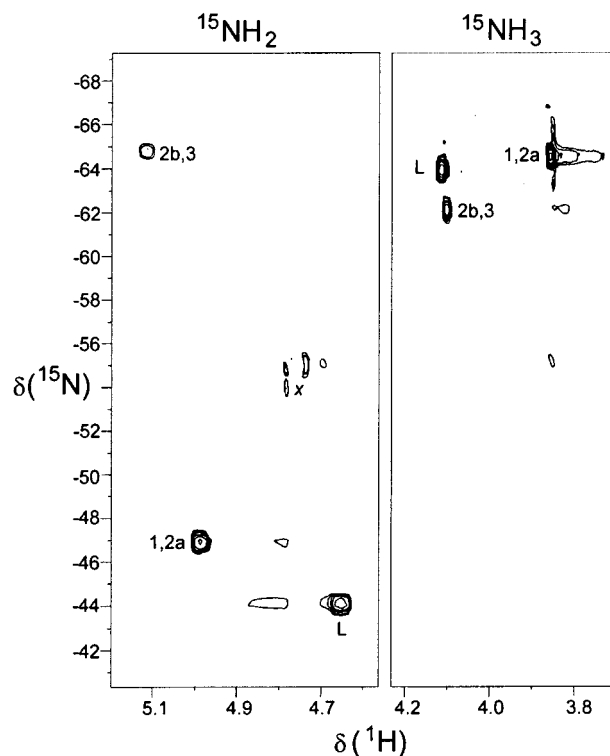 ¹⁵NH₂
¹⁵NH₃
-68
-66
-64
-62
-60
-58
-56
δ(¹⁵N)
-54
-52
-50
-48
-46
-44
-42
2b,3
x
1,2a
L
L
1,2a
2b,3
5.1
4.9
4.7
4.2
4.0
3.8
δ(¹H)